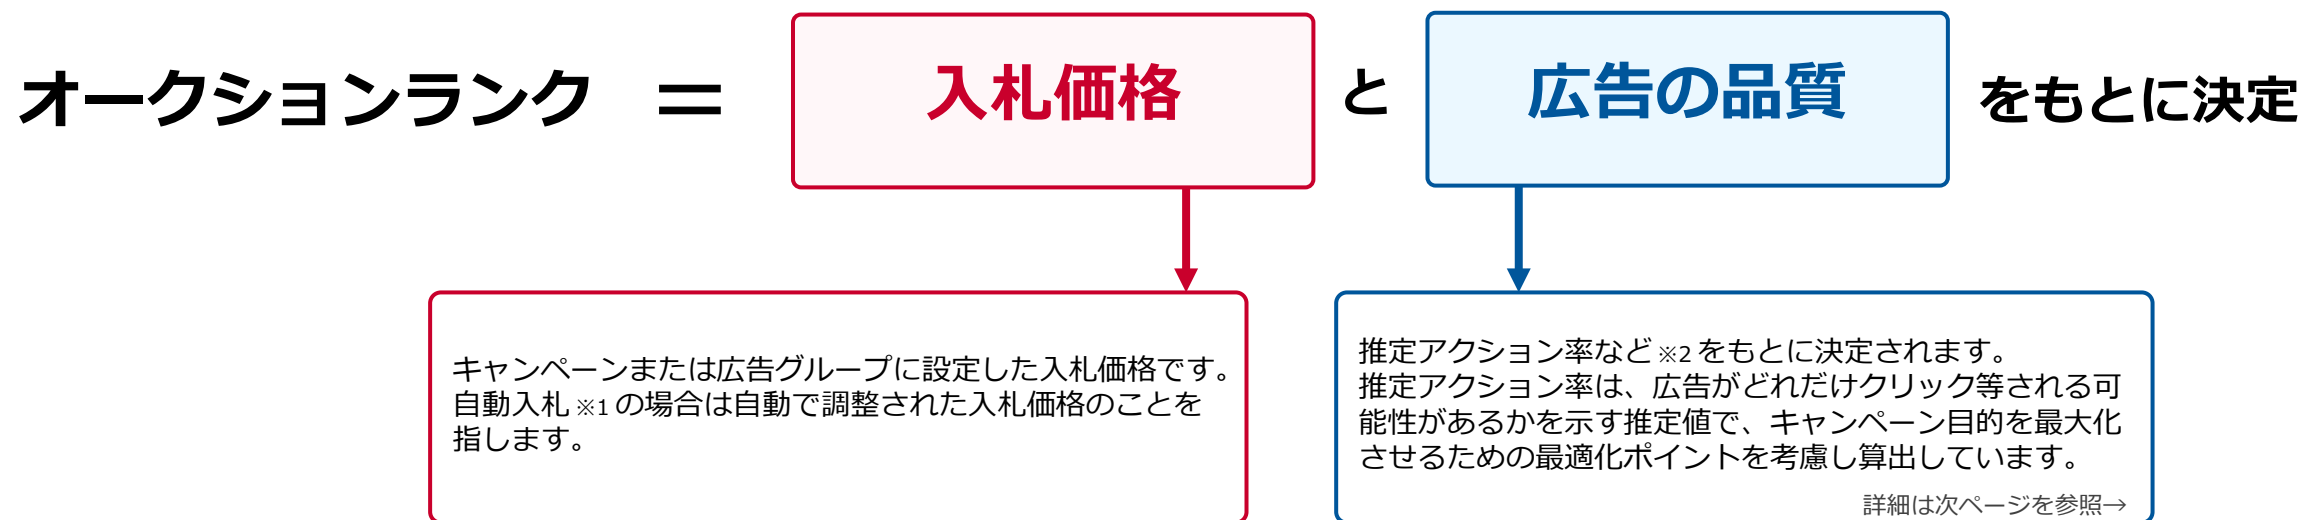 オークションランク ＝ 入札価格 と 広告の品質 をもとに決定
キャンペーンまたは広告グループに設定した入札価格です。
自動入札※1の場合は自動で調整された入札価格のことを
指します。
推定アクション率など※2をもとに決定されます。
推定アクション率は、広告がどれだけクリック等される可
能性があるかを示す推定値で、キャンペーン目的を最大化
させるための最適化ポイントを考慮し算出しています。
詳細は次ページを参照→